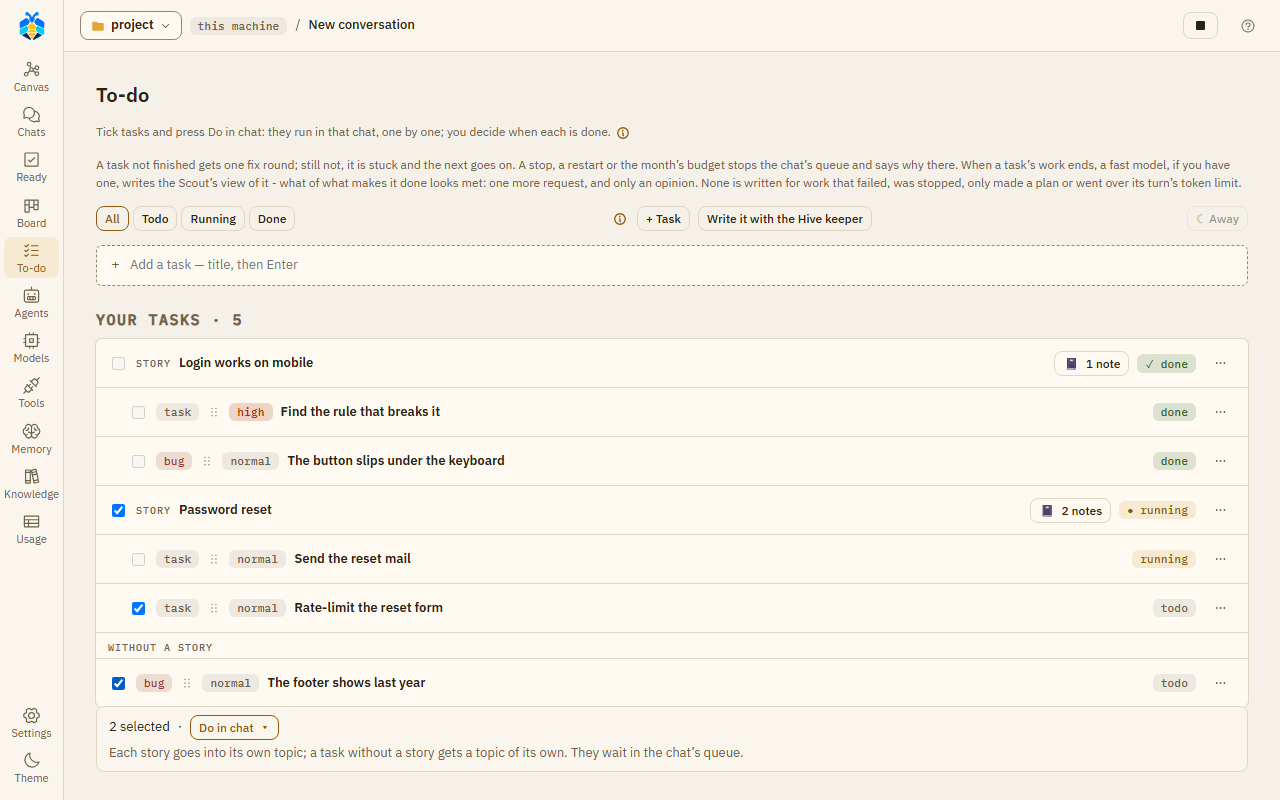 project
this machine
/
New conversation
Canvas
Chats
Ready
Board
To-do
Agents
Models
Tools
Memory
Knowledge
Usage
Settings
Theme
To-do
Tick tasks and press Do in chat: they run in that chat, one by one; you decide when each is done.
A task not finished gets one fix round; still not, it is stuck and the next goes on. A stop, a restart or the month's budget stops the chat's queue and says why there. When a task's work ends, a fast model, if you have
one, writes the Scout's view of it - what of what makes it done looks met: one more request, and only an opinion. None is written for work that failed, was stopped, only made a plan or went over its turn's token limit.
All Todo Running Done + Task Write it with the Hive keeper ☾ Away
+ Add a task — title, then Enter
YOUR TASKS · 5
STORY Login works on mobile 1 note ✓ done ···
task high Find the rule that breaks it done ···
bug normal The button slips under the keyboard done ···
STORY Password reset 2 notes • running ···
task normal Send the reset mail running ···
task normal Rate-limit the reset form todo ···
WITHOUT A STORY
bug normal The footer shows last year todo ···
2 selected · Do in chat ▾
Each story goes into its own topic; a task without a story gets a topic of its own. They wait in the chat's queue.